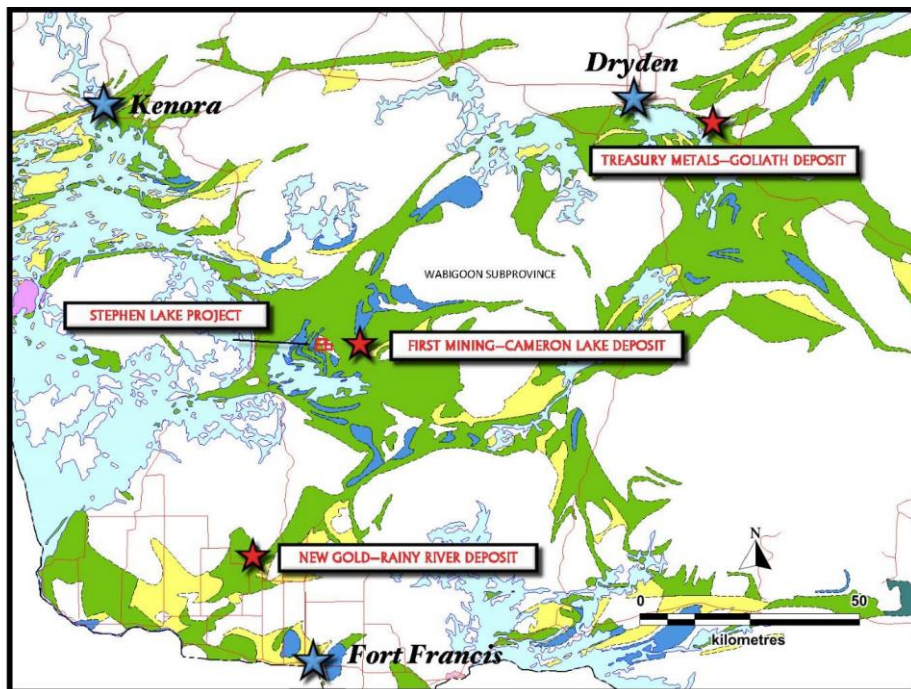 Kenora
Dryden
TREASURY METALS—GOLIATH DEPOSIT
WABIGOON SUBPROVINCE
STEPHEN LAKE PROJECT
FIRST MINING—CAMERON LAKE DEPOSIT
NEW GOLD—RAINY RIVER DEPOSIT
N
0 50
kilometres
Fort Francis